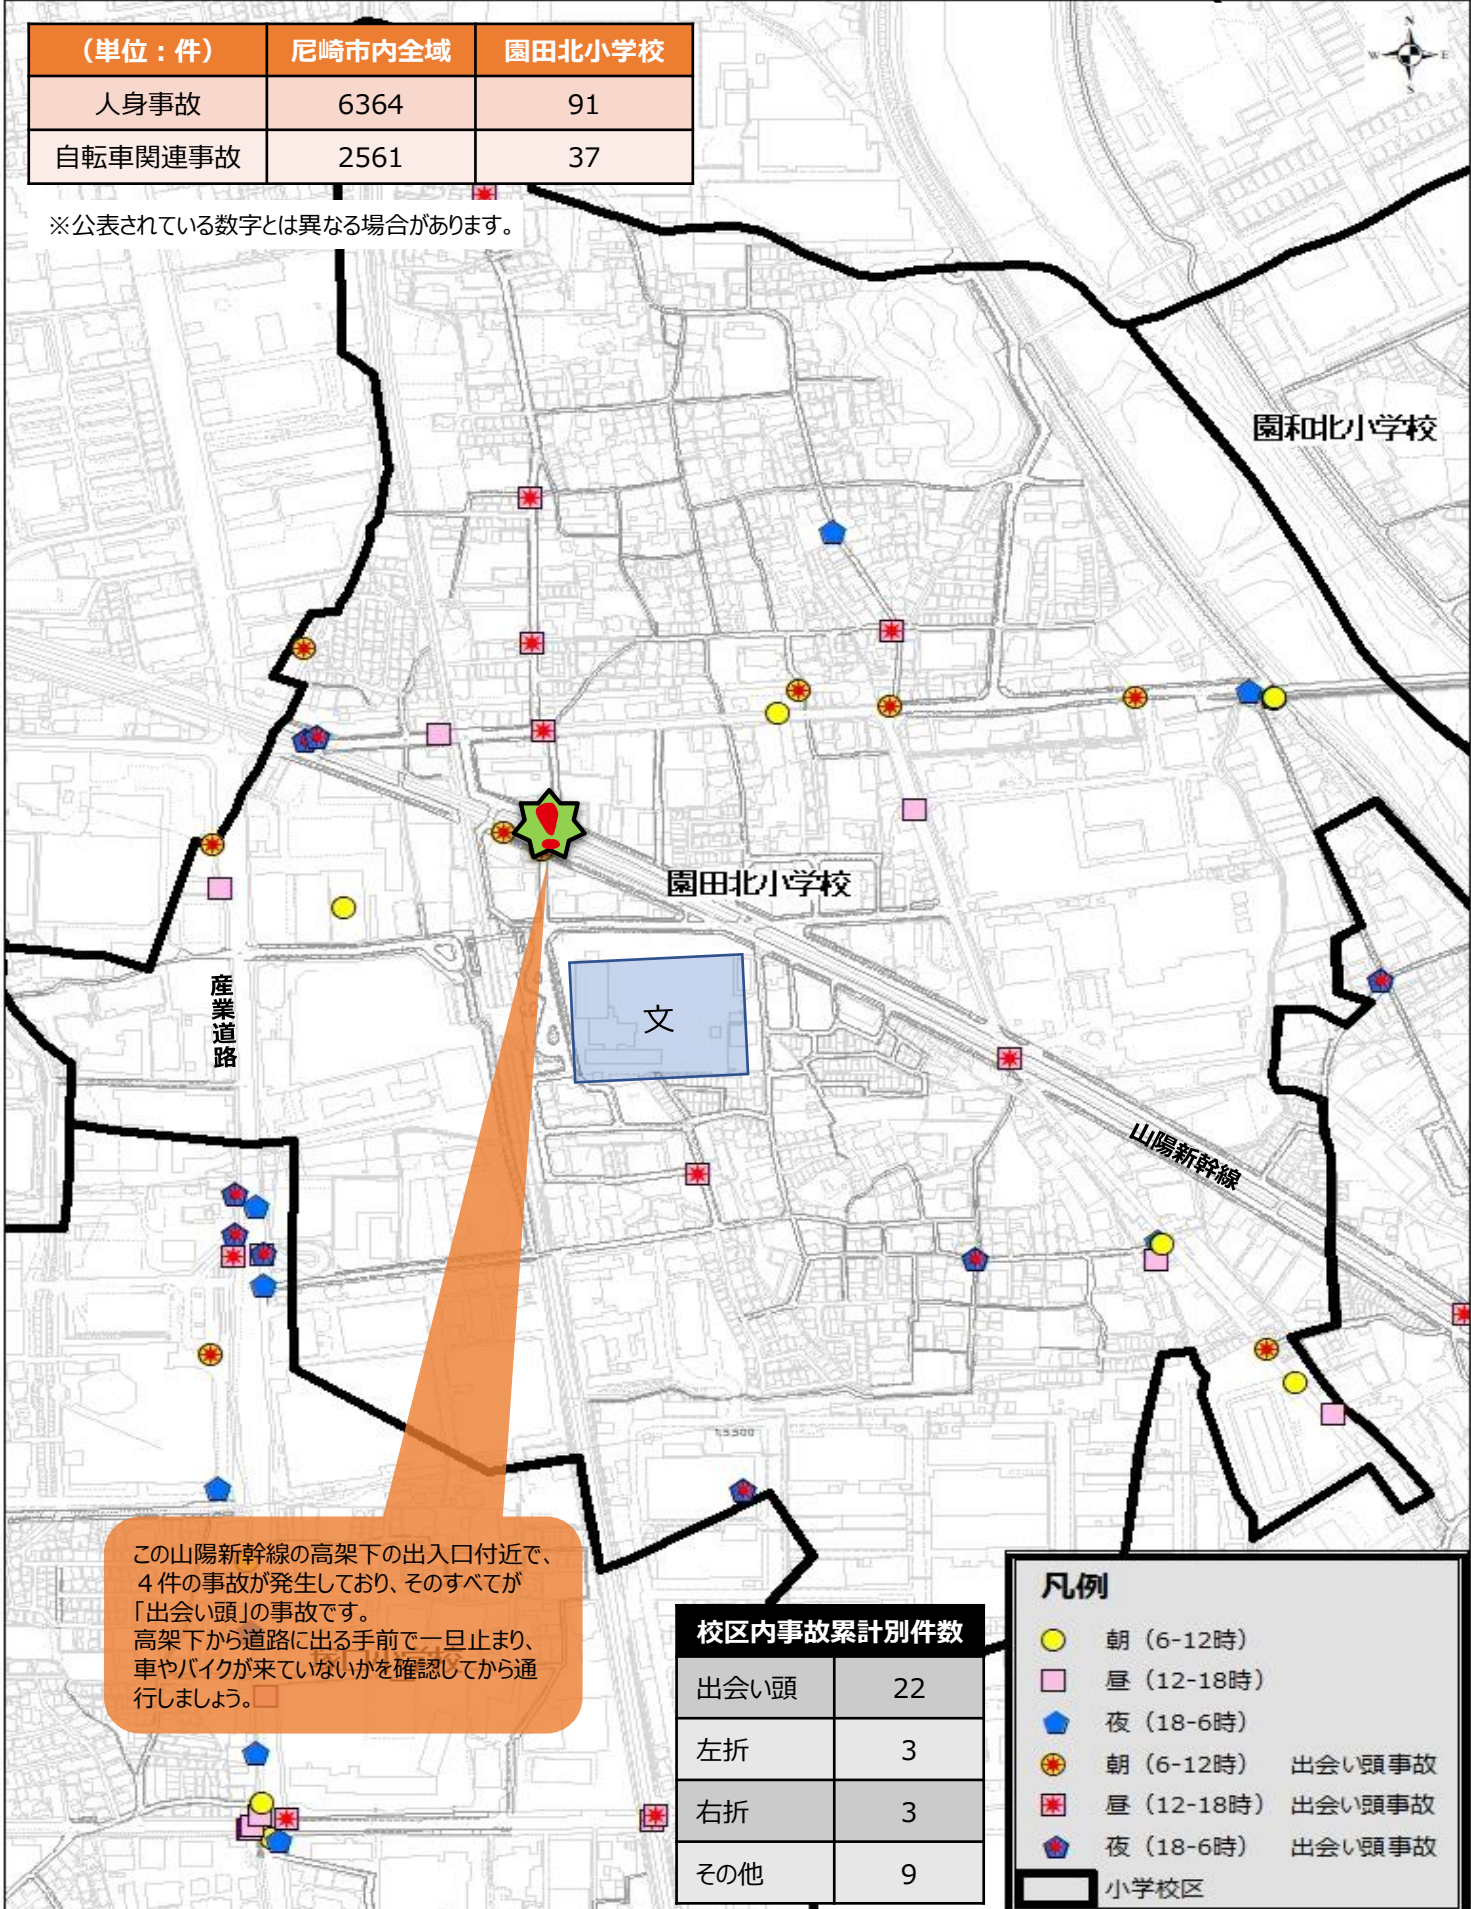 （単位：件） 尼崎市内全域 園田北小学校
人身事故 6364 91
自転車関連事故 2561 37
※公表されている数字とは異なる場合があります。
N
W E
S
園和北小学校
園田北小学校
文
産業道路
山陽新幹線
1:5,500
この山陽新幹線の高架下の出入口付近で、
４件の事故が発生しており、そのすべてが
「出会い頭」の事故です。
高架下から道路に出る手前で一旦止まり、
車やバイクが来ていないかを確認してから通
行しましょう。
校区内事故累計別件数
出会い頭 22
左折 3
右折 3
その他 9
凡例
朝（6-12時）
昼（12-18時）
夜（18-6時）
朝（6-12時） 出会い頭事故
昼（12-18時） 出会い頭事故
夜（18-6時） 出会い頭事故
小学校区